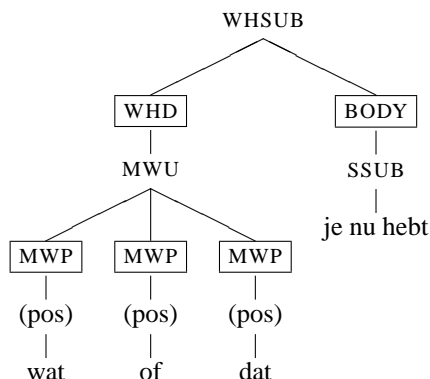 WHSUB
WHD BODY
MWU SSUB
je nu hebt
MWP MWP MWP
(pos) (pos) (pos)
wat of dat